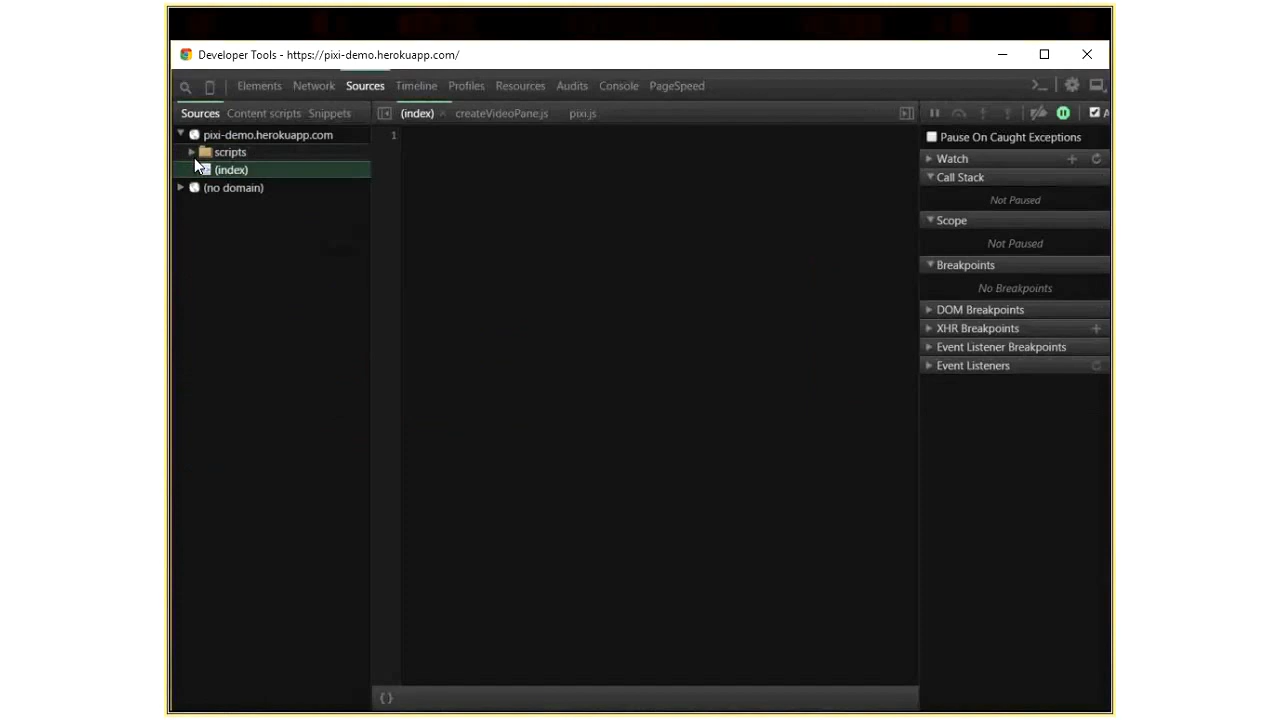 Developer Tools - https://pixi-demo.herokuapp.com/
Elements Network Sources Timeline Profiles Resources Audits Console PageSpeed
Sources Content scripts Snippets
(index) createVideoPane.js pixi.js
A
pixi-demo.herokuapp.com
scripts
(index)
(no domain)
1
{}
Pause On Caught Exceptions
Watch
Call Stack
Not Paused
Scope
Not Paused
Breakpoints
No Breakpoints
DOM Breakpoints
XHR Breakpoints
Event Listener Breakpoints
Event Listeners